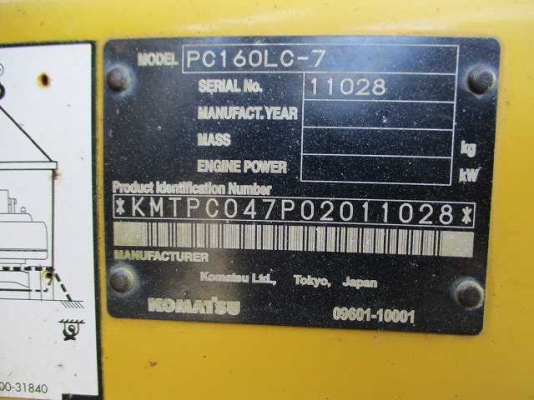 MODEL PC160LC-7
SERIAL No. 11028
MANUFACT. YEAR
MASS kg
ENGINE POWER kW
Product Identification Number
*KMTPC047P02011028*
MANUFACTURER
Komatsu Ltd., Tokyo, Japan
KOMATSU 09601-10001
00-31840